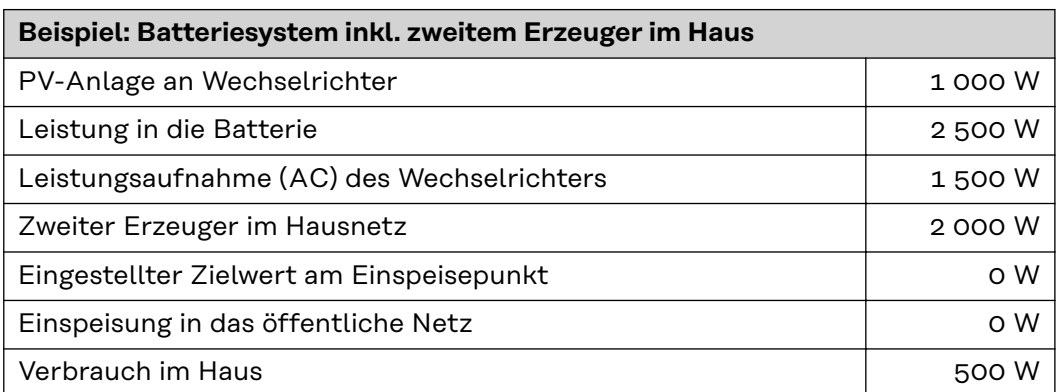 Beispiel: Batteriesystem inkl. zweitem Erzeuger im Haus
PV-Anlage an Wechselrichter 1 000 W
Leistung in die Batterie 2 500 W
Leistungsaufnahme (AC) des Wechselrichters 1 500 W
Zweiter Erzeuger im Hausnetz 2 000 W
Eingestellter Zielwert am Einspeisepunkt 0 W
Einspeisung in das öffentliche Netz 0 W
Verbrauch im Haus 500 W